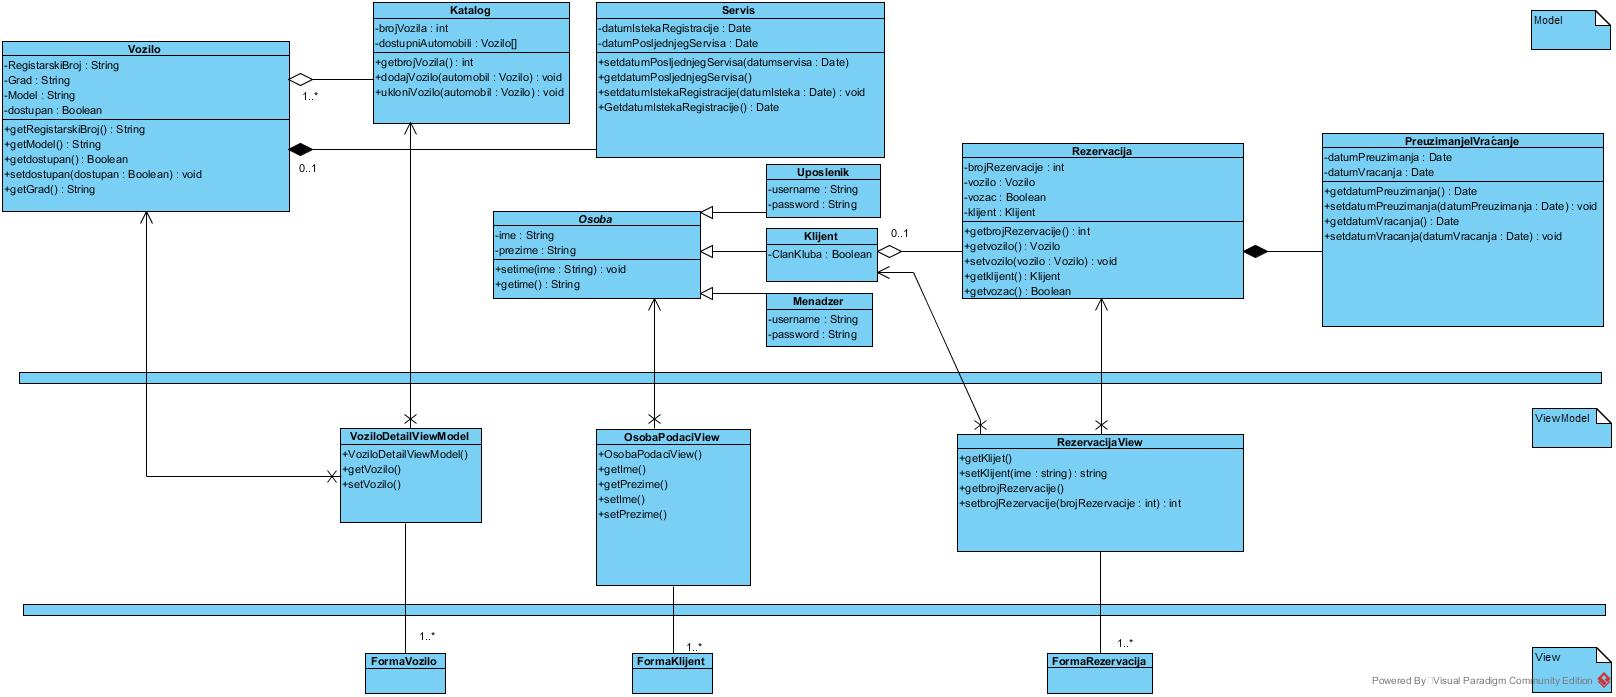 Katalog
-brojVozila : int
-dostupniAutomobili : Vozilo[]
+getbrojVozila() : int
+dodajVozilo(automobil : Vozilo) : void
+ukloniVozilo(automobil : Vozilo) : void
Servis
-datumIstekaRegistracije : Date
-datumPosljednjegServisa : Date
+setdatumPosljednjegServisa(datumservisa : Date)
+getdatumPosljednjegServisa()
+setdatumIstekaRegistracije(datumIsteka : Date) : void
+GetdatumIstekaRegistracije() : Date
Model
Vozilo
-RegistarskiBroj : String
-Grad : String
-Model : String
-dostupan : Boolean
+getRegistarskiBroj() : String
+getModel() : String
+getdostupan() : Boolean
+setdostupan(dostupan : Boolean) : void
+getGrad() : String
1..*
0..1
Uposlenik
-username : String
-password : String
Osoba
-ime : String
-prezime : String
+setime(ime : String) : void
+getime() : String
Klijent
-ClanKluba : Boolean
0..1
Menadzer
-username : String
-password : String
Rezervacija
-brojRezervacije : int
-vozilo : Vozilo
-vozac : Boolean
-klijent : Klijent
+getbrojRezervacije() : int
+getvozilo() : Vozilo
+setvozilo(vozilo : Vozilo) : void
+getklijent() : Klijent
+getvozac() : Boolean
PreuzimanjeIVraćanje
-datumPreuzimanja : Date
-datumVracanja : Date
+getdatumPreuzimanja() : Date
+setdatumPreuzimanja(datumPreuzimanja : Date) : void
+getdatumVracanja() : Date
+setdatumVracanja(datumVracanja : Date) : void
ViewModel
VoziloDetailViewModel
+VoziloDetailViewModel()
+getVozilo()
+setVozilo()
OsobaPodaciView
+OsobaPodaciView()
+getIme()
+getPrezime()
+setIme()
+setPrezime()
RezervacijaView
+getKlijet()
+setKlijent(ime : string) : string
+getbrojRezervacije()
+setbrojRezervacije(brojRezervacije : int) : int
1..*
1..*
1..*
FormaVozilo
FormaKlijent
FormaRezervacija
View
Powered By Visual Paradigm Community Edition